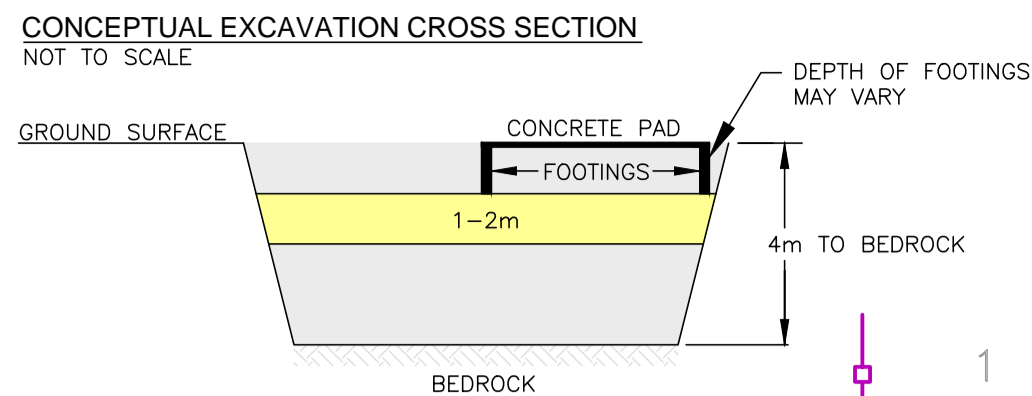 CONCEPTUAL EXCAVATION CROSS SECTION
NOT TO SCALE
DEPTH OF FOOTINGS
MAY VARY
GROUND SURFACE
CONCRETE PAD
FOOTINGS
1-2m
4m TO BEDROCK
BEDROCK
1